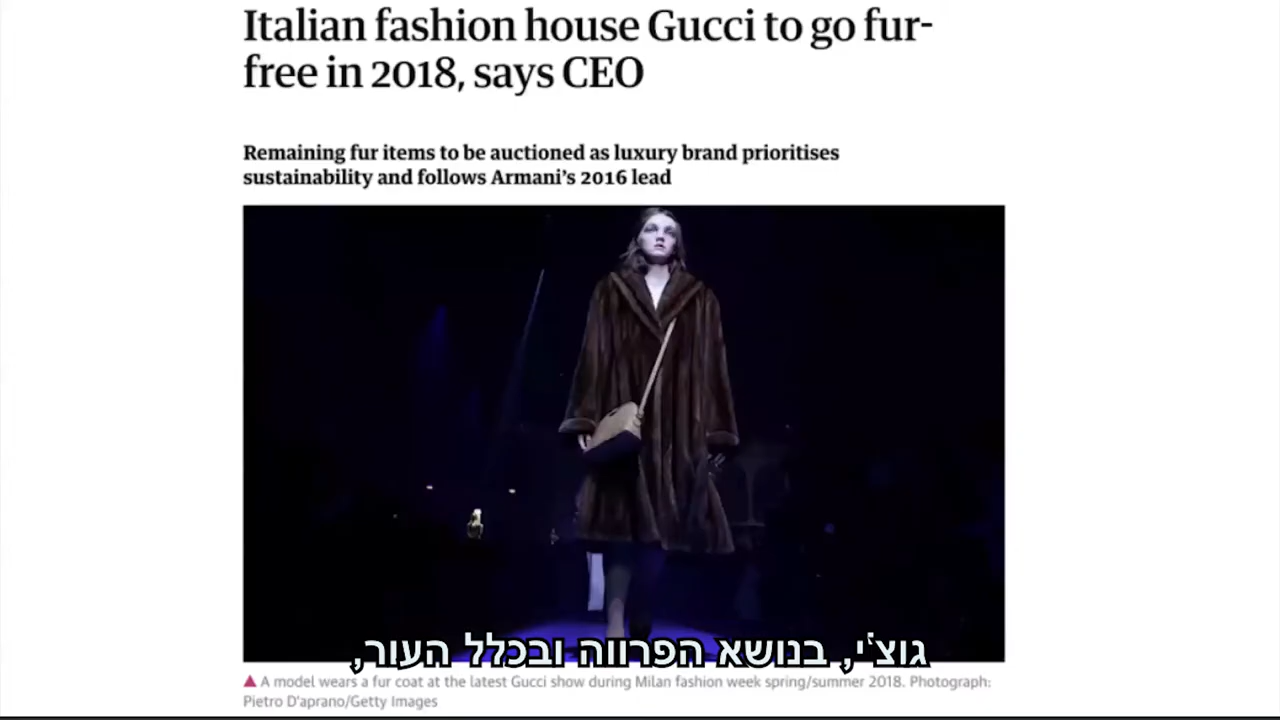 Italian fashion house Gucci to go fur-
free in 2018, says CEO
Remaining fur items to be auctioned as luxury brand prioritises
sustainability and follows Armani’s 2016 lead
גוצ'י, בנושא הפרווה ובכלל העור,
▲ A model wears a fur coat at the latest Gucci show during Milan fashion week spring/summer 2018. Photograph:
Pietro D'aprano/Getty Images